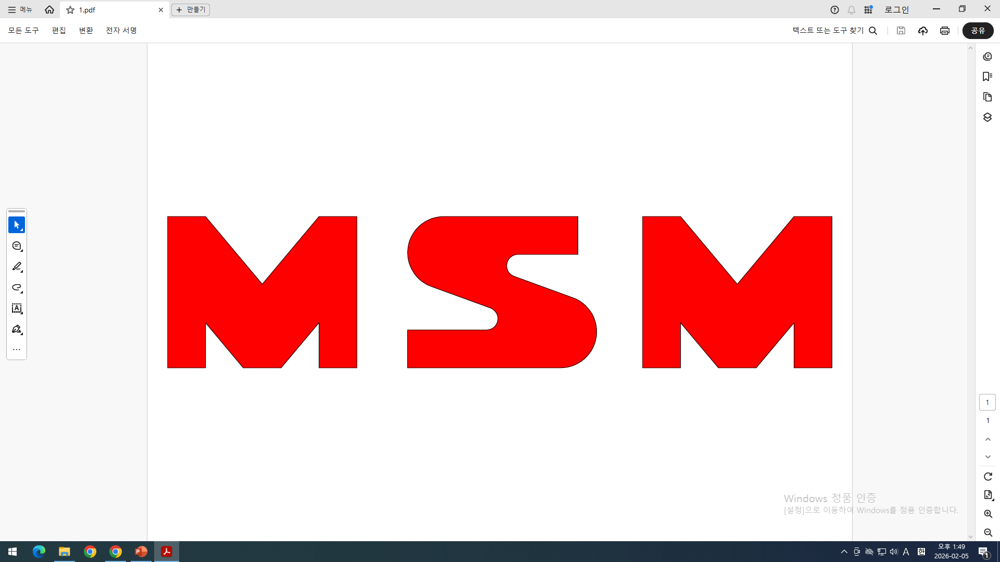 메뉴
1.pdf
만들기
로그인
모든 도구
편집
변환
전자 서명
텍스트 또는 도구 찾기
공유
MSM
1
1
Windows 정품 인증
[설정]으로 이동하여 Windows를 정품 인증합니다.
A
한
오후 1:49
2026-02-05
1